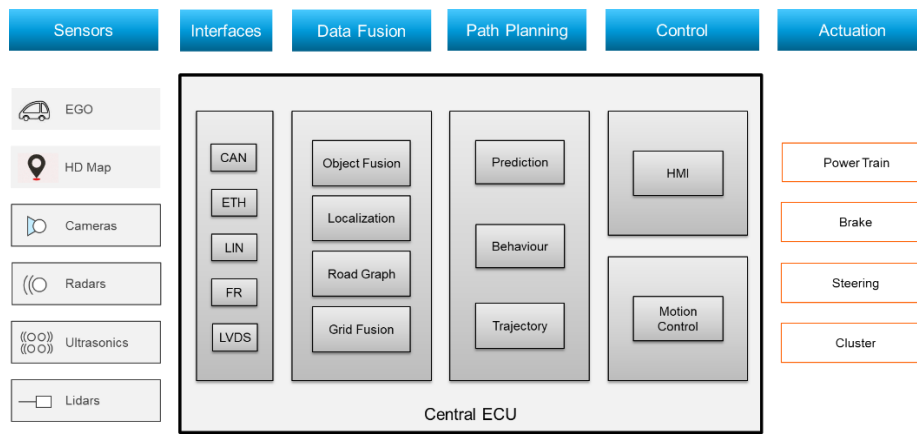 Sensors
Interfaces
Data Fusion
Path Planning
Control
Actuation
EGO
HD Map
Cameras
Radars
Ultrasonics
Lidars
CAN
ETH
LIN
FR
LVDS
Object Fusion
Localization
Road Graph
Grid Fusion
Prediction
Behaviour
Trajectory
HMI
Motion
Control
Power Train
Brake
Steering
Cluster
Central ECU